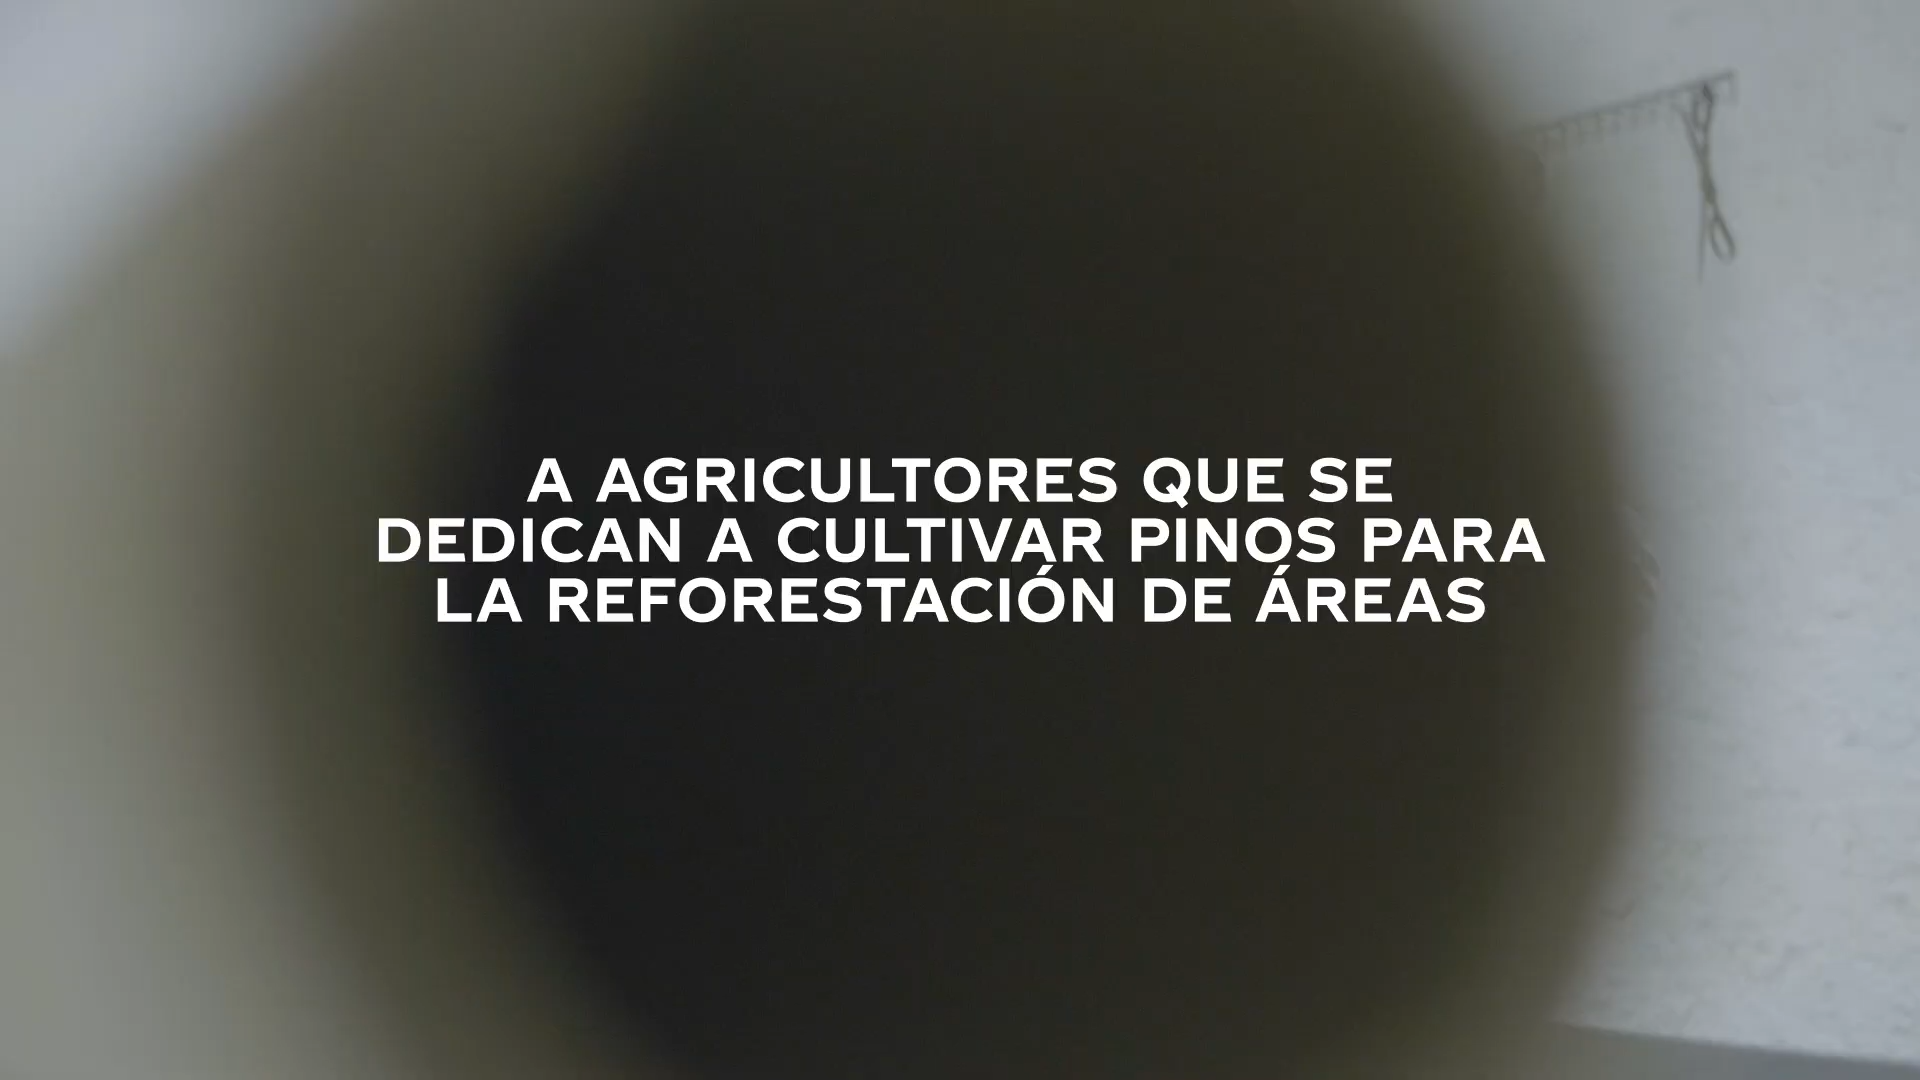 A AGRICULTORES QUE SE
DEDICAN A CULTIVAR PINOS PARA
LA REFORESTACIÓN DE ÁREAS